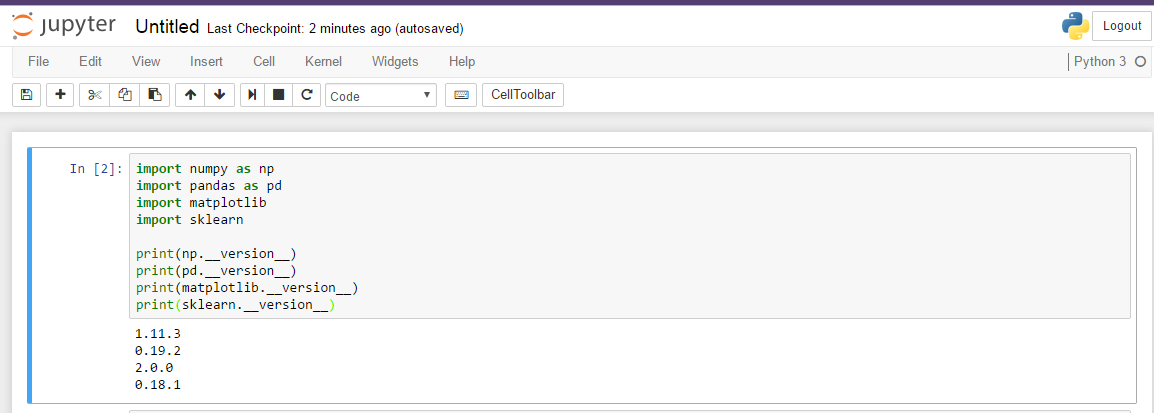 jupyter Untitled Last Checkpoint: 2 minutes ago (autosaved) Logout
File Edit View Insert Cell Kernel Widgets Help Python 3
Code CellToolbar
In [2]: import numpy as np
import pandas as pd
import matplotlib
import sklearn
print(np.__version__)
print(pd.__version__)
print(matplotlib.__version__)
print(sklearn.__version__)
1.11.3
0.19.2
2.0.0
0.18.1